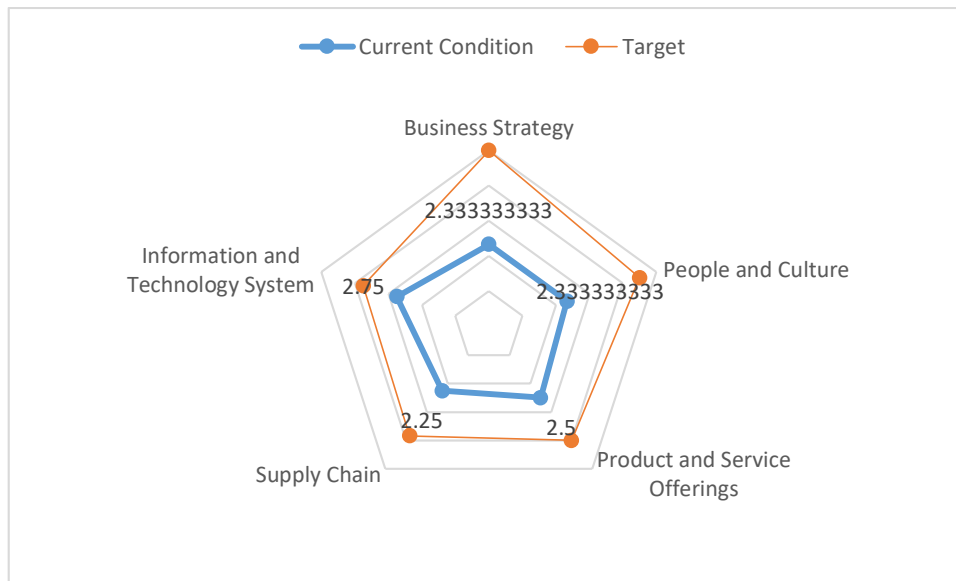 Current Condition
Target
Business Strategy
2.333333333
People and Culture
2.333333333
Information and
Technology System
2.75
2.25
2.5
Product and Service
Offerings
Supply Chain